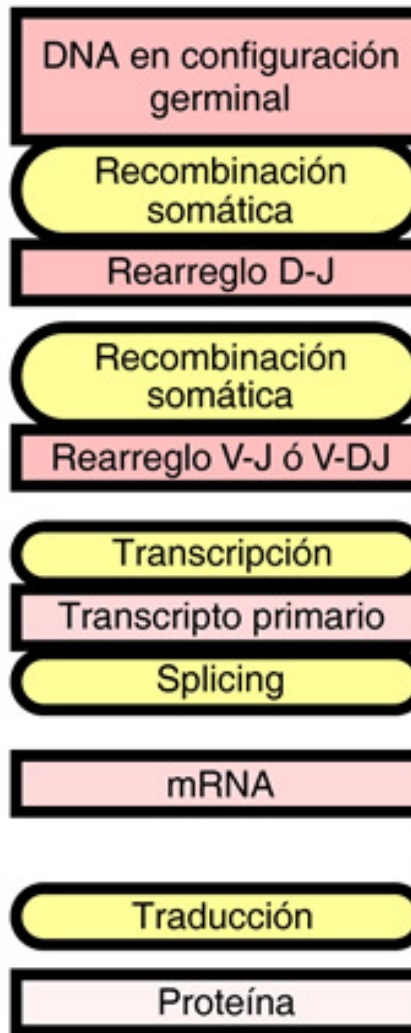 DNA en configuración
germinal
Recombinación
somática
Rearreglo D-J
Recombinación
somática
Rearreglo V-J ó V-DJ
Transcripción
Transcripto primario
Splicing
mRNA
Traducción
Proteína